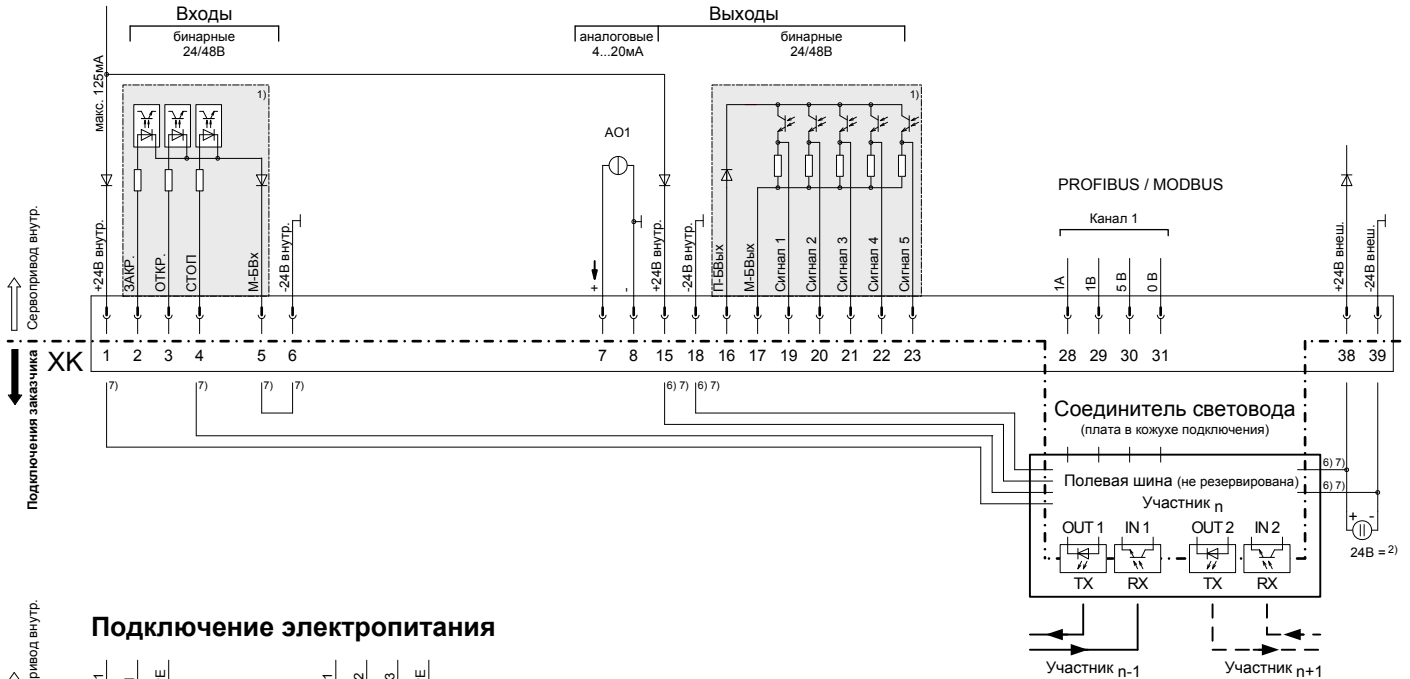 Входы
Выходы
бинарные
24/48В
аналоговые
4...20мА
бинарные
24/48В
макс. 125мА
1)
1)
AO1
PROFIBUS / MODBUS
Канал 1
+24В внутр.
ЗАКР.
ОТКР.
СТОП
М-БВх
-24В внутр.
+
-
+24В внутр.
-24В внутр.
П-БВых
М-БВых
Сигнал 1
Сигнал 2
Сигнал 3
Сигнал 4
Сигнал 5
1A
1B
5 В
0 В
+24В внеш.
-24В внеш.
Сервопривод внутр.
Подключения заказчика
XK 1 2 3 4 5 6 7 8 15 18 16 17 19 20 21 22 23 28 29 30 31 38 39
7) 7) 7) 7) 6) 7) 6) 7)
Соединитель световода
(плата в кожухе подключения)
6) 7)
Полевая шина (не резервирована)
6) 7)
Участник n
OUT 1 IN 1 OUT 2 IN 2
+ -
24В = 2)
TX RX TX RX
Участник n-1 Участник n+1
Подключение электропитания